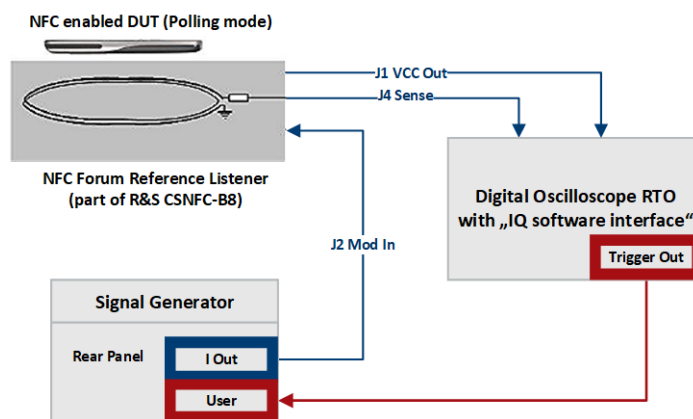 NFC enabled DUT (Polling mode)
J1 VCC Out
J4 Sense
NFC Forum Reference Listener
(part of R&S CSNFC-B8)
Digital Oscilloscope RTO
with „IQ software interface“
Trigger Out
J2 Mod In
Signal Generator
Rear Panel
I Out
User